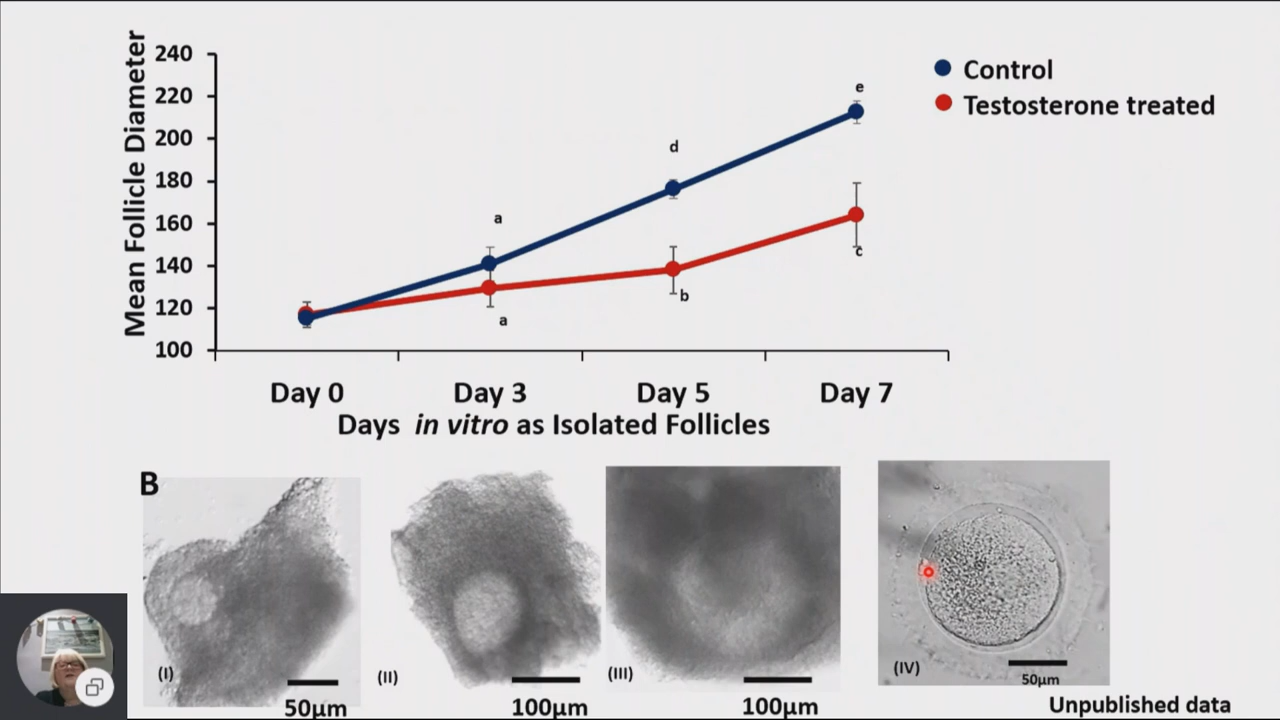 Mean Follicle Diameter
240
220
200
180
160
140
120
100
Control
Testosterone treated
a
d
e
a
b
c
Day 0 Day 3 Day 5 Day 7
Days in vitro as Isolated Follicles
B
(I)
50µm
(II)
100µm
(III)
100µm
(IV)
50µm
Unpublished data